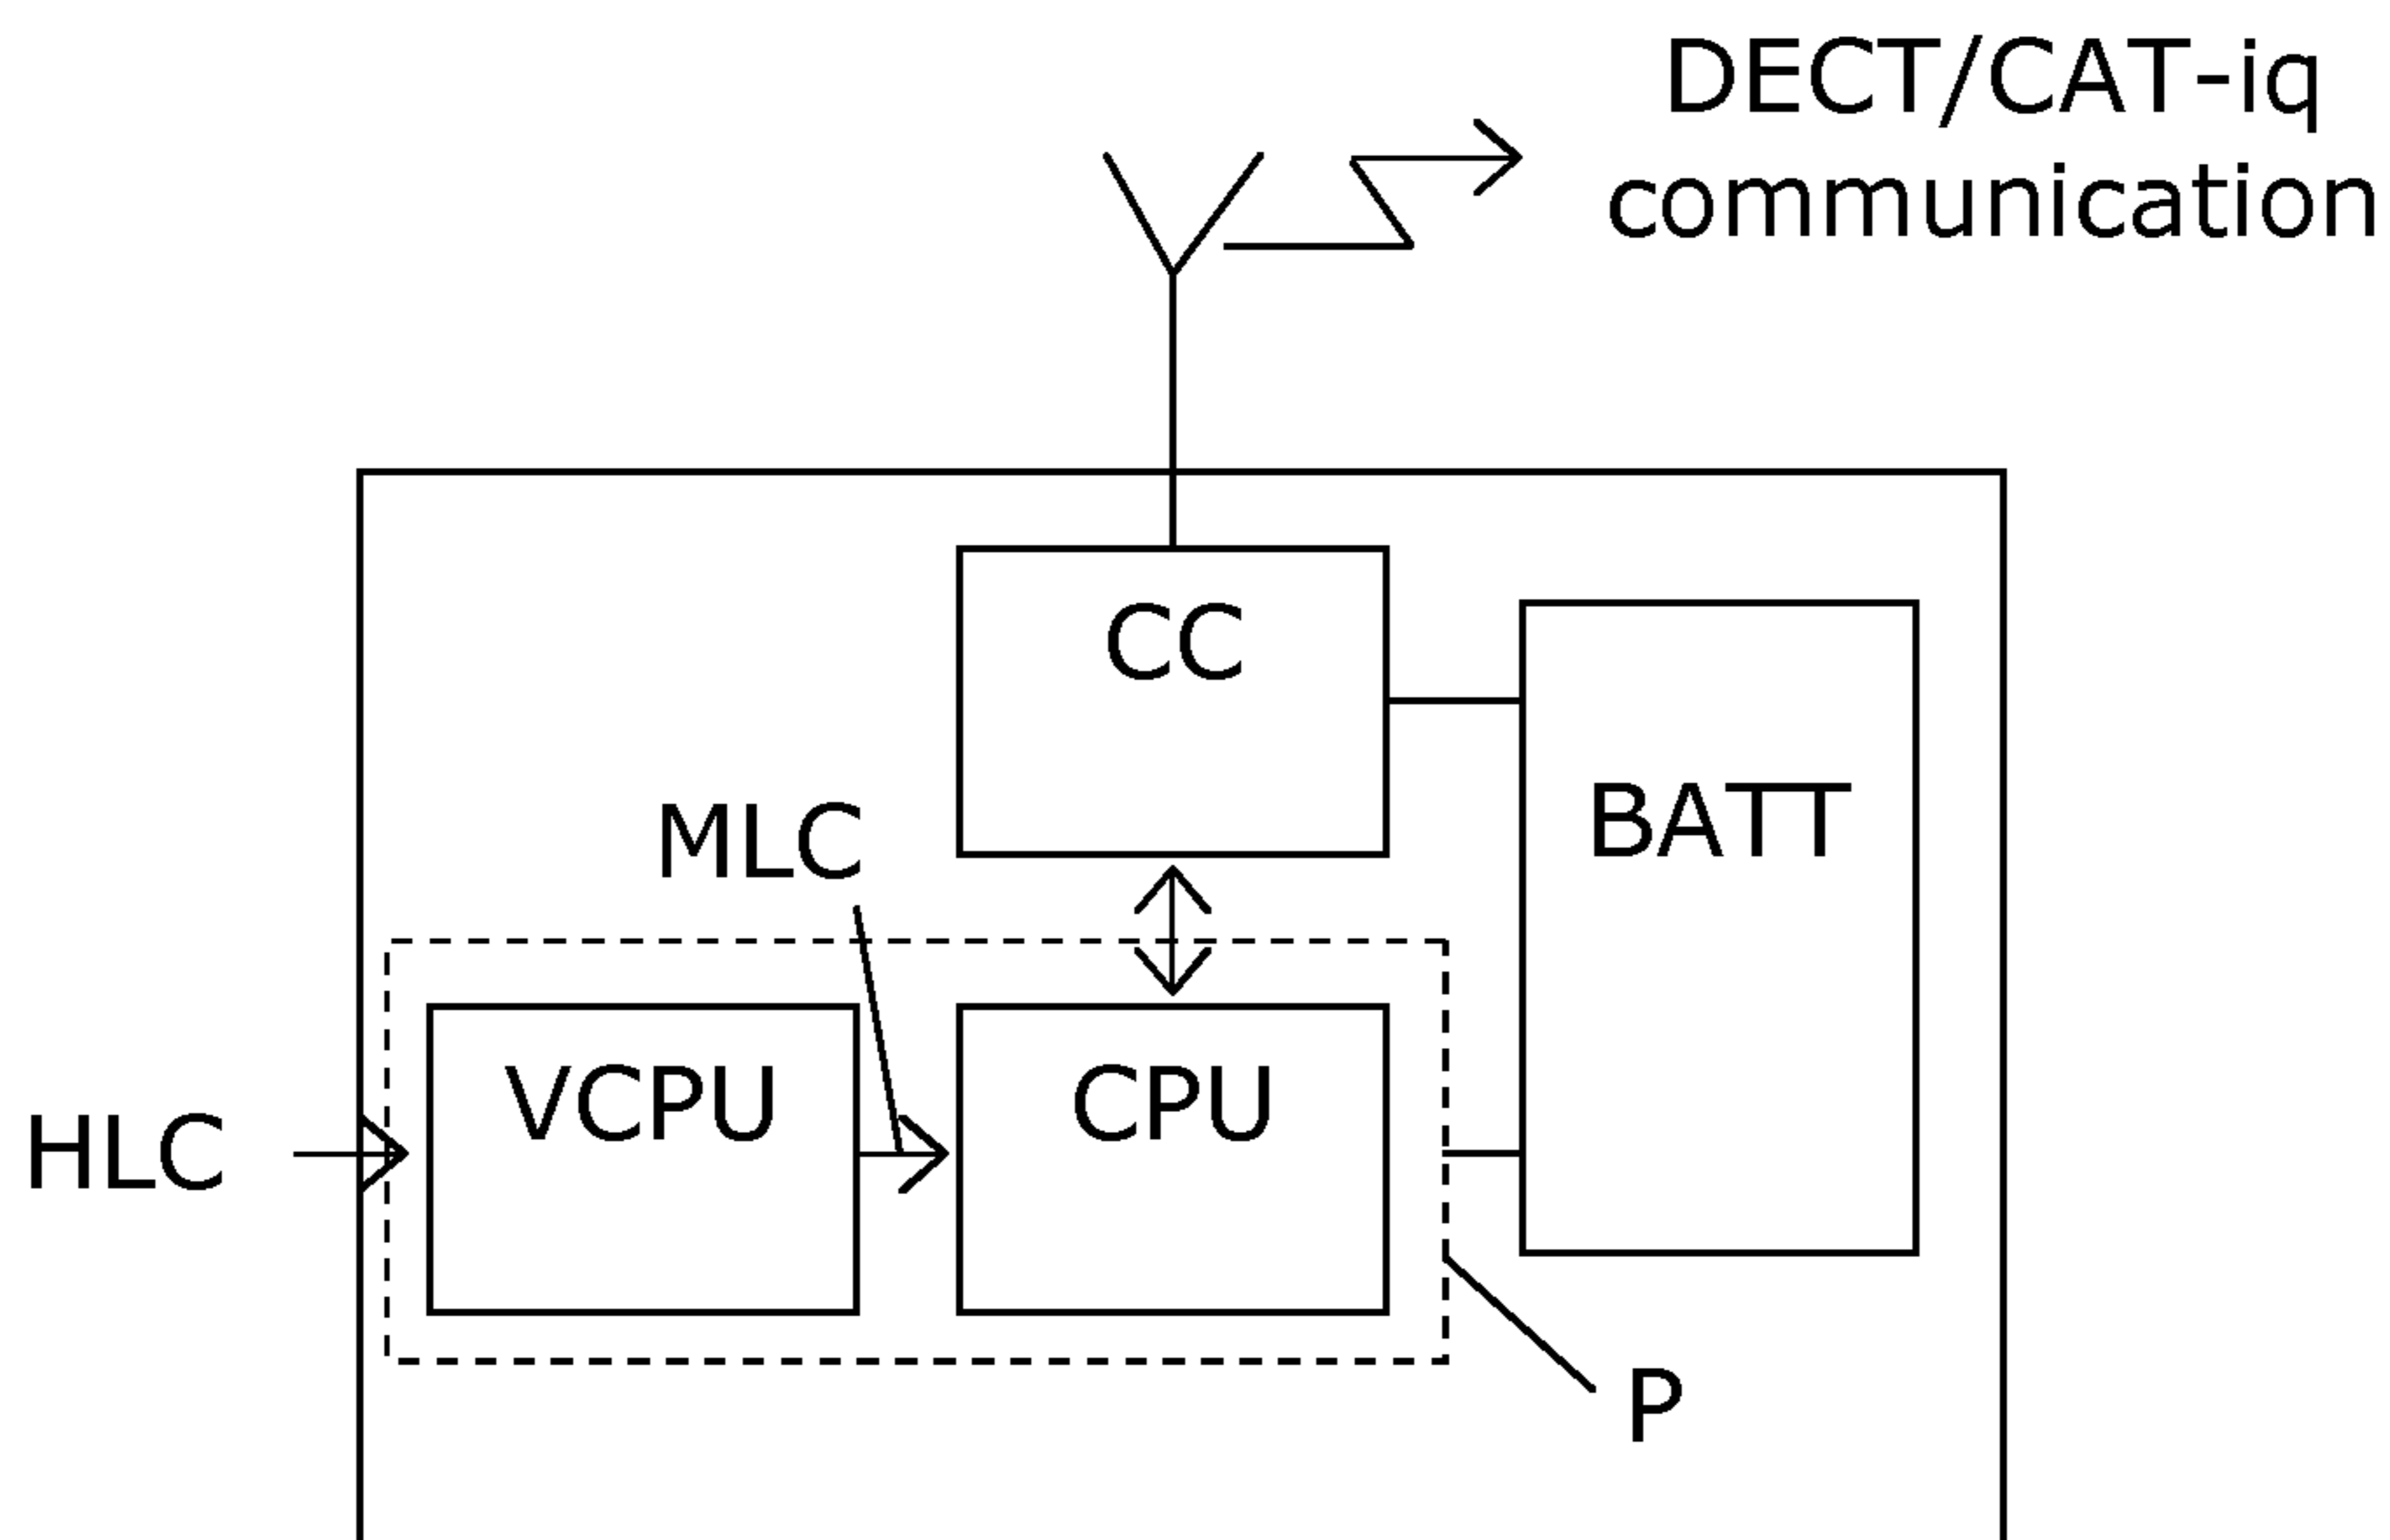 DECT/CAT-iq
communication
CC
BATT
MLC
VCPU
CPU
HLC
P